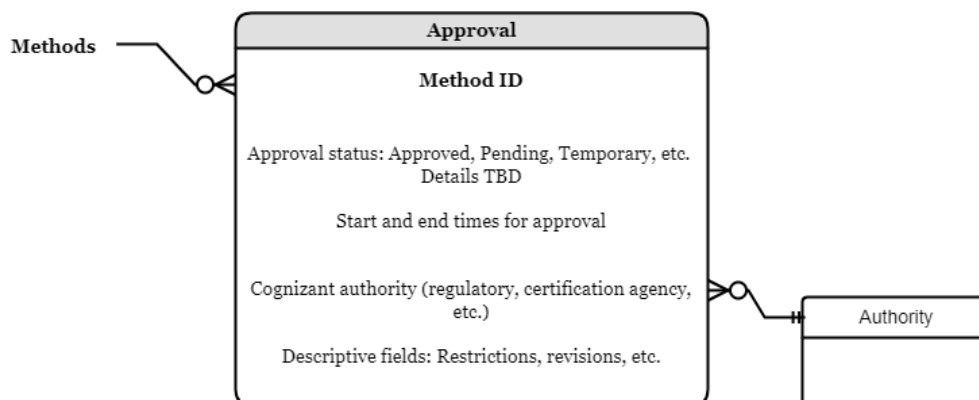 Methods
Approval
Method ID
Approval status: Approved, Pending, Temporary, etc.
Details TBD
Start and end times for approval
Cognizant authority (regulatory, certification agency,
etc.)
Descriptive fields: Restrictions, revisions, etc.
Authority